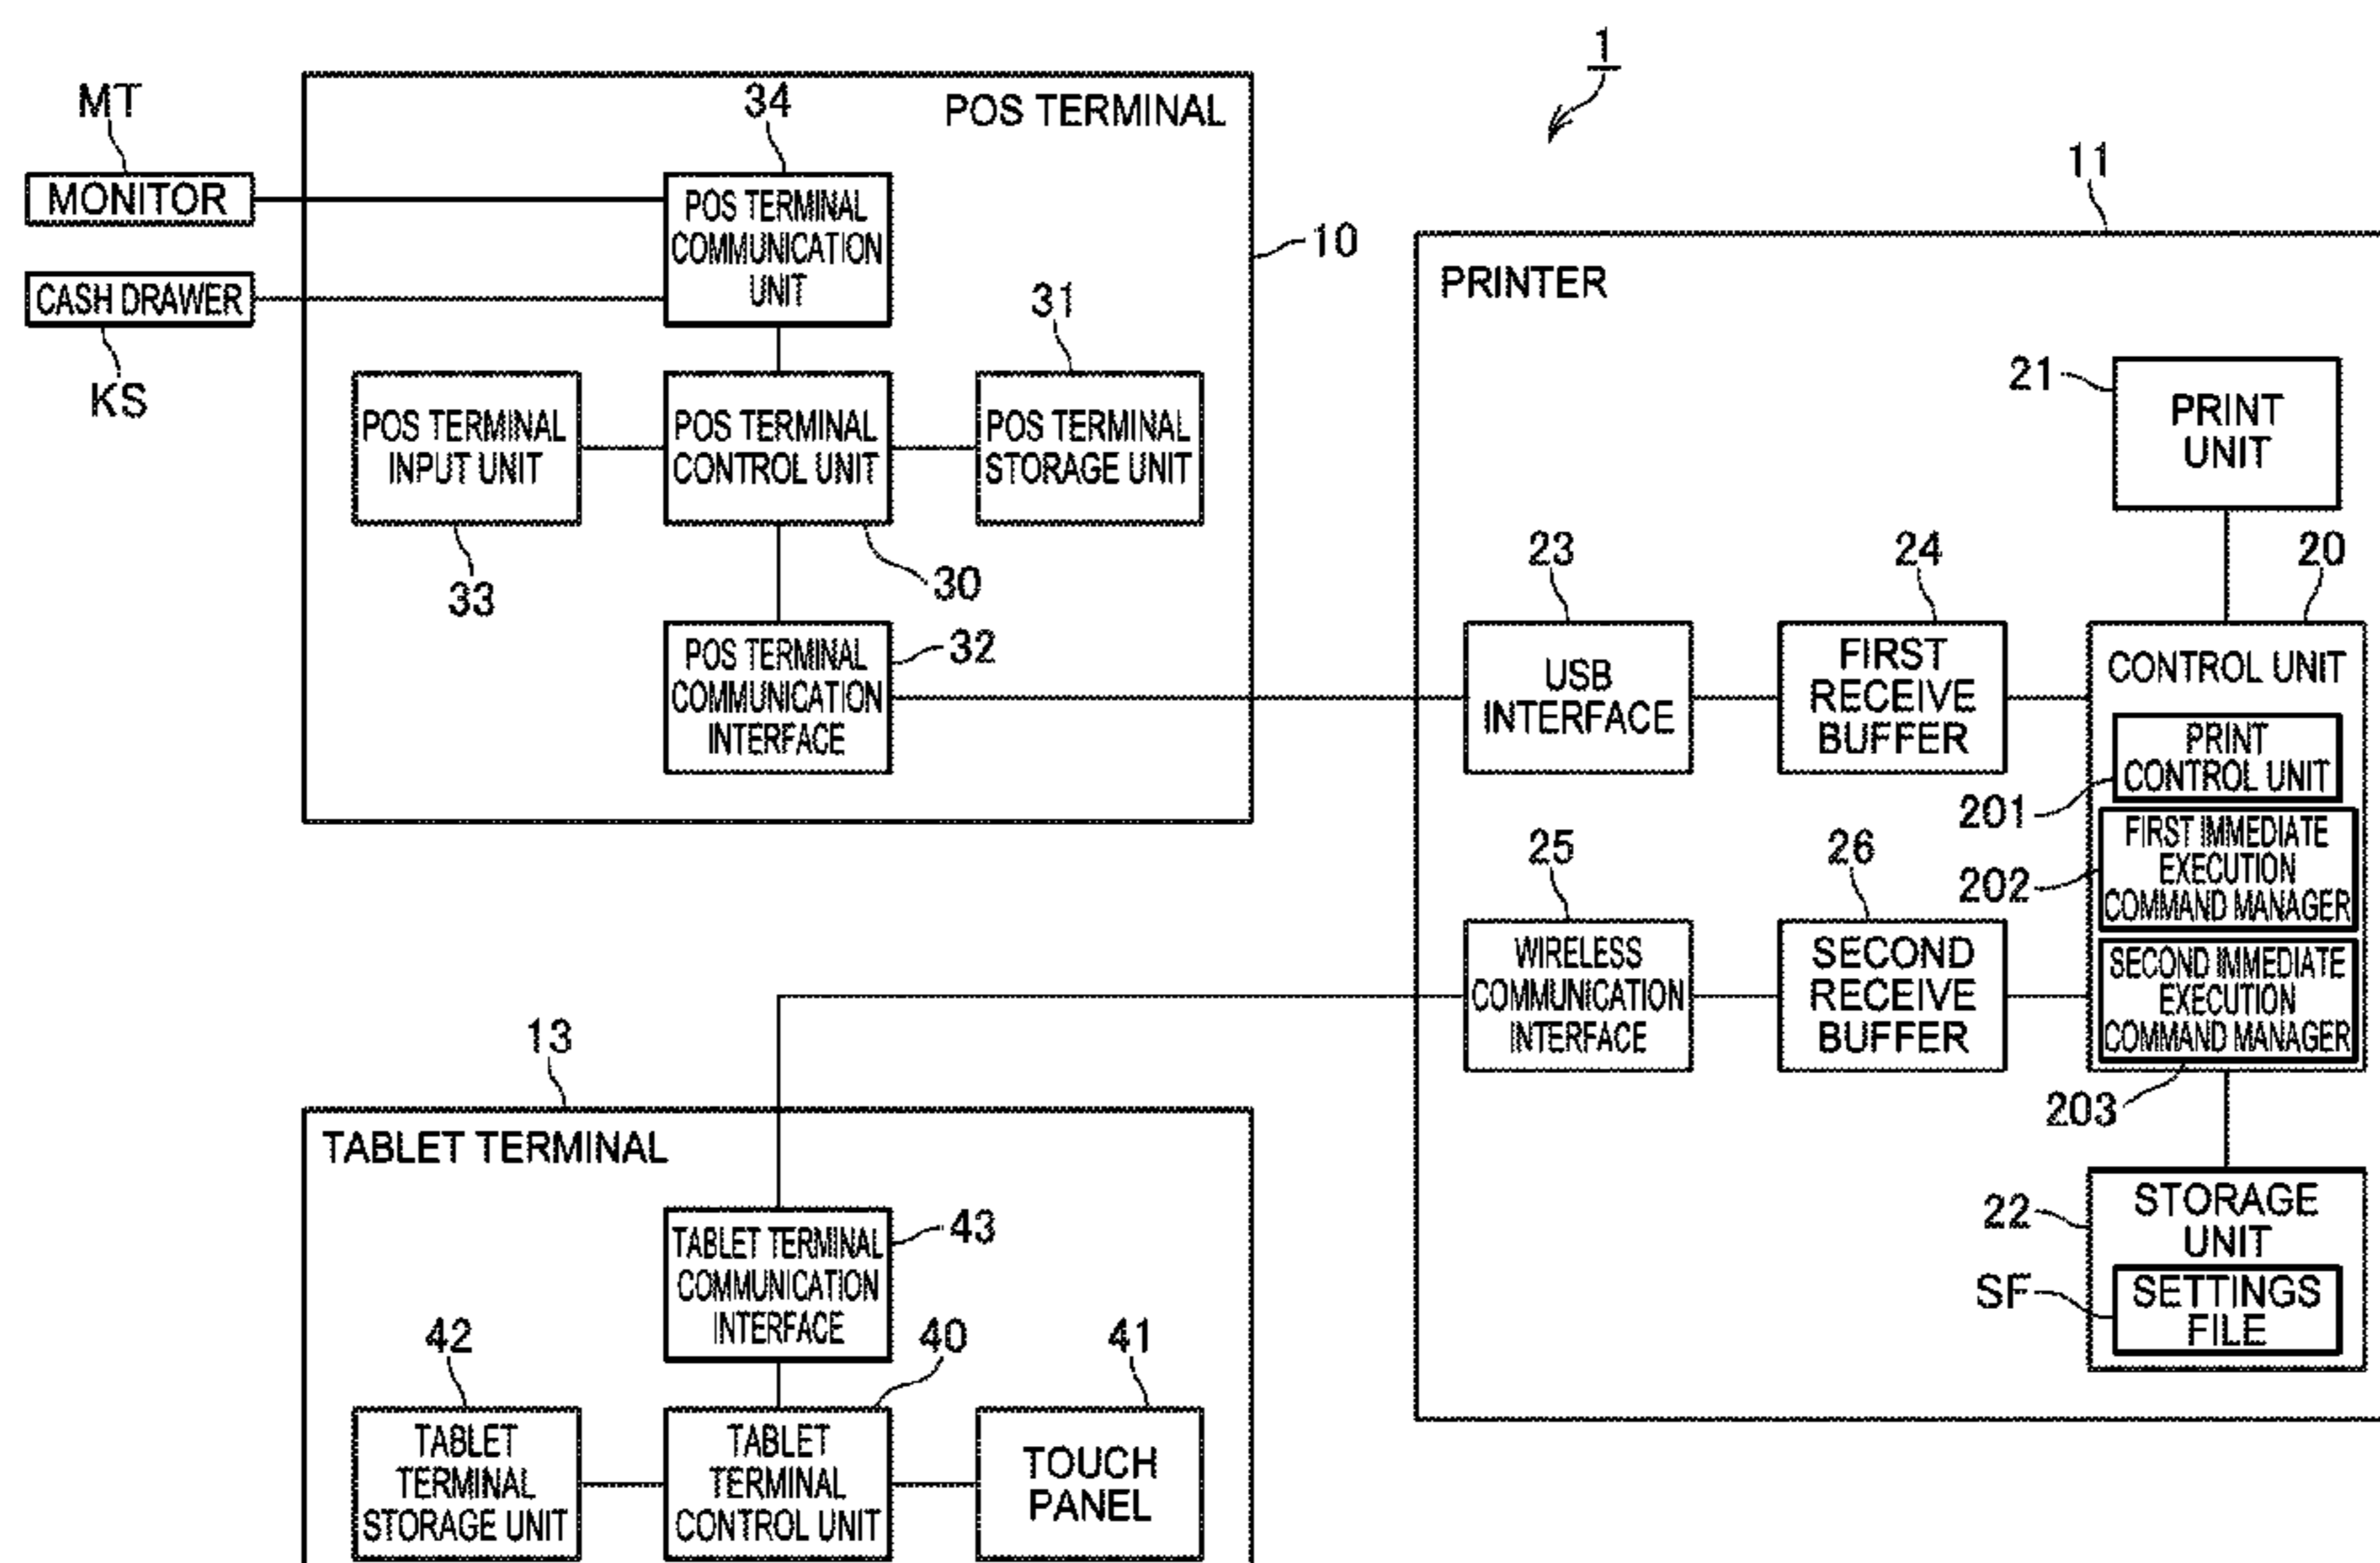 1
MT
MONITOR
CASH DRAWER
KS
POS TERMINAL
10
34
POS TERMINAL
COMMUNICATION
UNIT
31
POS TERMINAL
INPUT UNIT
33
POS TERMINAL
CONTROL UNIT
30
POS TERMINAL
STORAGE UNIT
POS TERMINAL
COMMUNICATION
INTERFACE
32
11
PRINTER
21
PRINT
UNIT
23
USB
INTERFACE
24
FIRST
RECEIVE
BUFFER
20
CONTROL UNIT
PRINT
CONTROL UNIT
201
FIRST IMMEDIATE
EXECUTION
COMMAND MANAGER
202
SECOND IMMEDIATE
EXECUTION
COMMAND MANAGER
203
25
WIRELESS
COMMUNICATION
INTERFACE
26
SECOND
RECEIVE
BUFFER
22
STORAGE
UNIT
SF
SETTINGS
FILE
13
TABLET TERMINAL
TABLET TERMINAL
COMMUNICATION
INTERFACE
43
42
TABLET
TERMINAL
STORAGE UNIT
40
TABLET
TERMINAL
CONTROL UNIT
41
TOUCH
PANEL